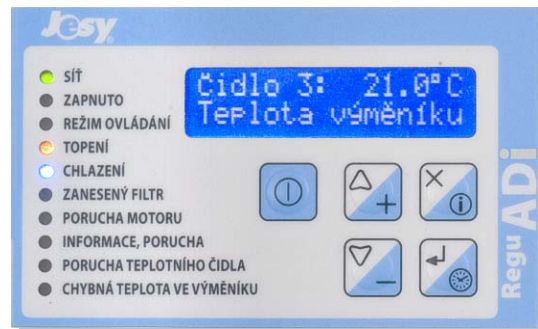 Jesy
SÍŤ
ZAPNUTO
REŽIM OVLÁDÁNÍ
TOPENÍ
CHLAZENÍ
ZANESENÝ FILTR
PORUCHA MOTORU
INFORMACE, PORUCHA
PORUCHA TEPLOTNÍHO ČIDLA
CHYBNÁ TEPLOTA VE VÝMĚNÍKU
Čidlo 3: 21.0°C
Teplota výměníku
Regu ADi